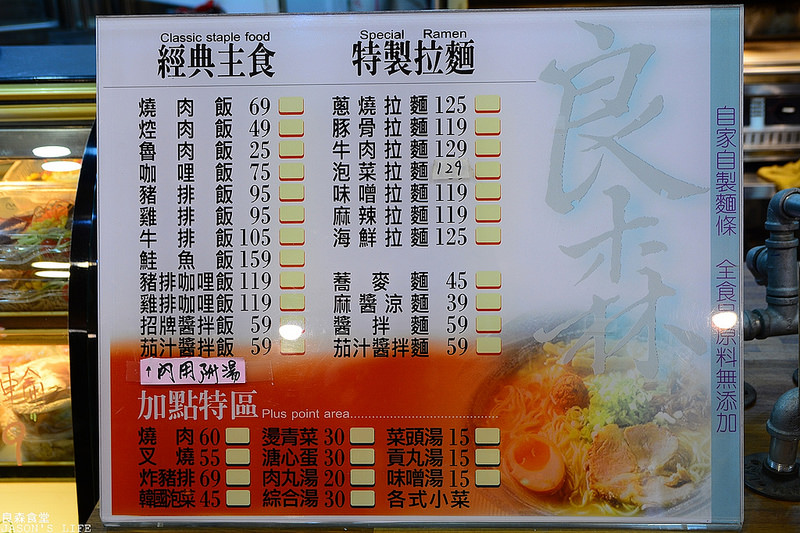 Classic staple food
經典主食
燒肉飯 69
焢肉飯 49
魯肉飯 25
咖哩飯 75
豬排飯 95
雞排飯 95
牛排飯 105
鮭魚飯 159
豬排咖哩飯 119
雞排咖哩飯 119
招牌醬拌飯 59
茄汁醬拌飯 59
↑內用附湯
Special Ramen
特製拉麵
蔥燒拉麵 125
豚骨拉麵 119
牛肉拉麵 129
泡菜拉麵 129
味噌拉麵 119
麻辣拉麵 119
海鮮拉麵 125
蕎麥麵 45
麻醬涼麵 39
醬拌麵 59
茄汁醬拌麵 59
良森
自家自製麵條 全食品原料無添加
加點特區 Plus point area
燒肉 60 燙青菜 30 菜頭湯 15
叉燒 55 溏心蛋 30 貢丸湯 15
炸豬排 69 肉丸湯 20 味噌湯 15
韓國泡菜 45 綜合湯 30 各式小菜
良森食堂
JASON'S LIFE